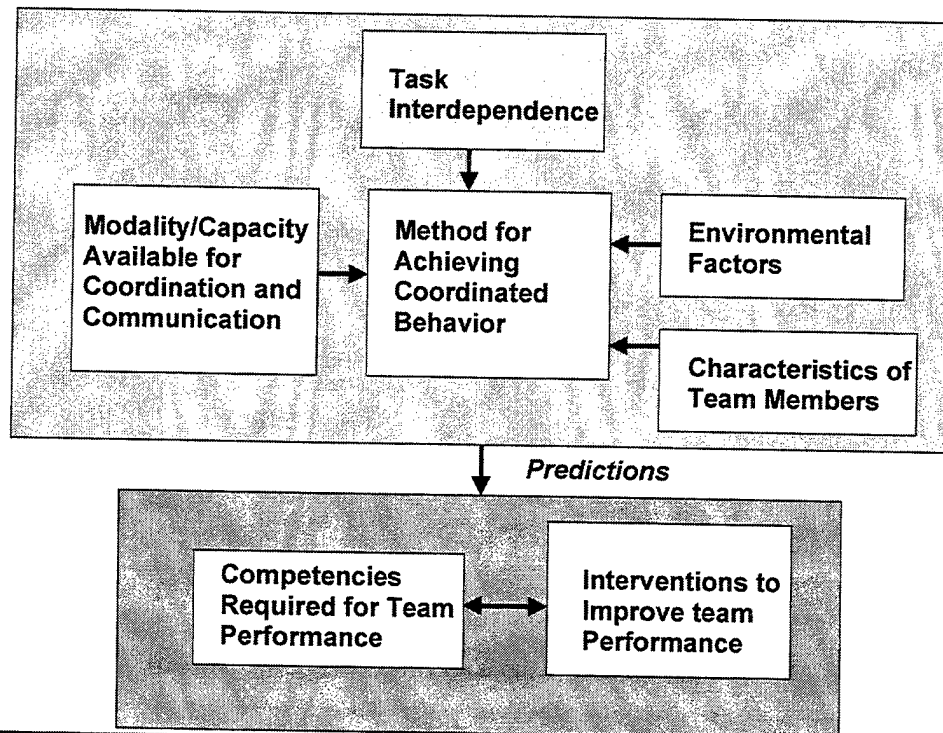 Task
Interdependence
Modality/Capacity
Available for
Coordination and
Communication
Method for
Achieving
Coordinated
Behavior
Environmental
Factors
Characteristics of
Team Members
Predictions
Competencies
Required for Team
Performance
Interventions to
Improve team
Performance